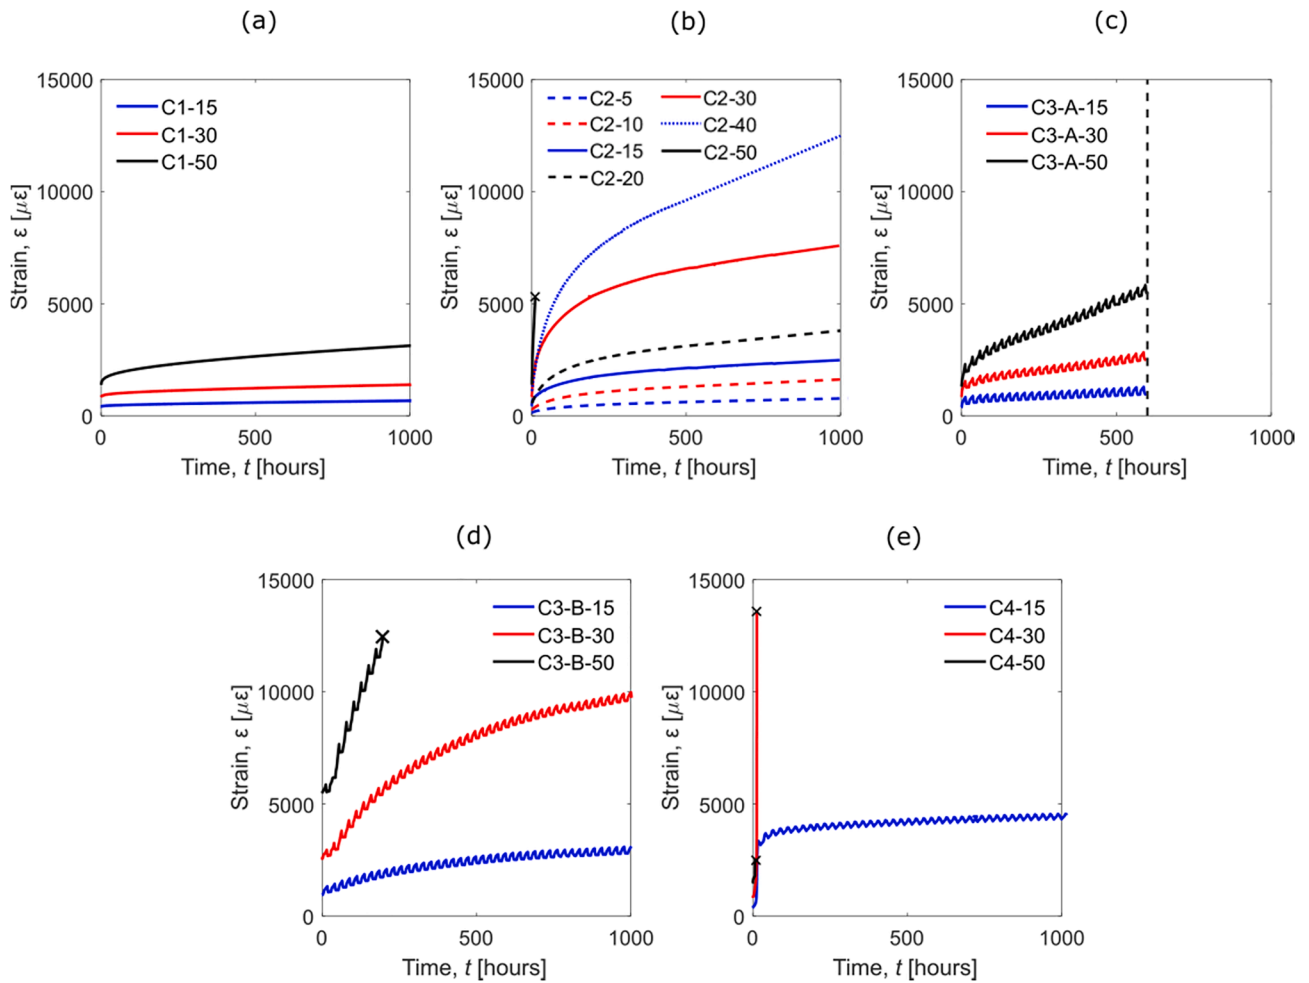 (a)
(b)
(c)
15000
10000
5000
0
0
500
1000
Strain, ε [με]
Time, t [hours]
C1-15
C1-30
C1-50
15000
10000
5000
0
0
500
1000
Strain, ε [με]
Time, t [hours]
C2-5
C2-10
C2-15
C2-20
C2-30
C2-40
C2-50
15000
10000
5000
0
0
500
1000
Strain, ε [με]
Time, t [hours]
C3-A-15
C3-A-30
C3-A-50
(d)
(e)
15000
10000
5000
0
0
500
1000
Strain, ε [με]
Time, t [hours]
C3-B-15
C3-B-30
C3-B-50
15000
10000
5000
0
0
500
1000
Strain, ε [με]
Time, t [hours]
C4-15
C4-30
C4-50